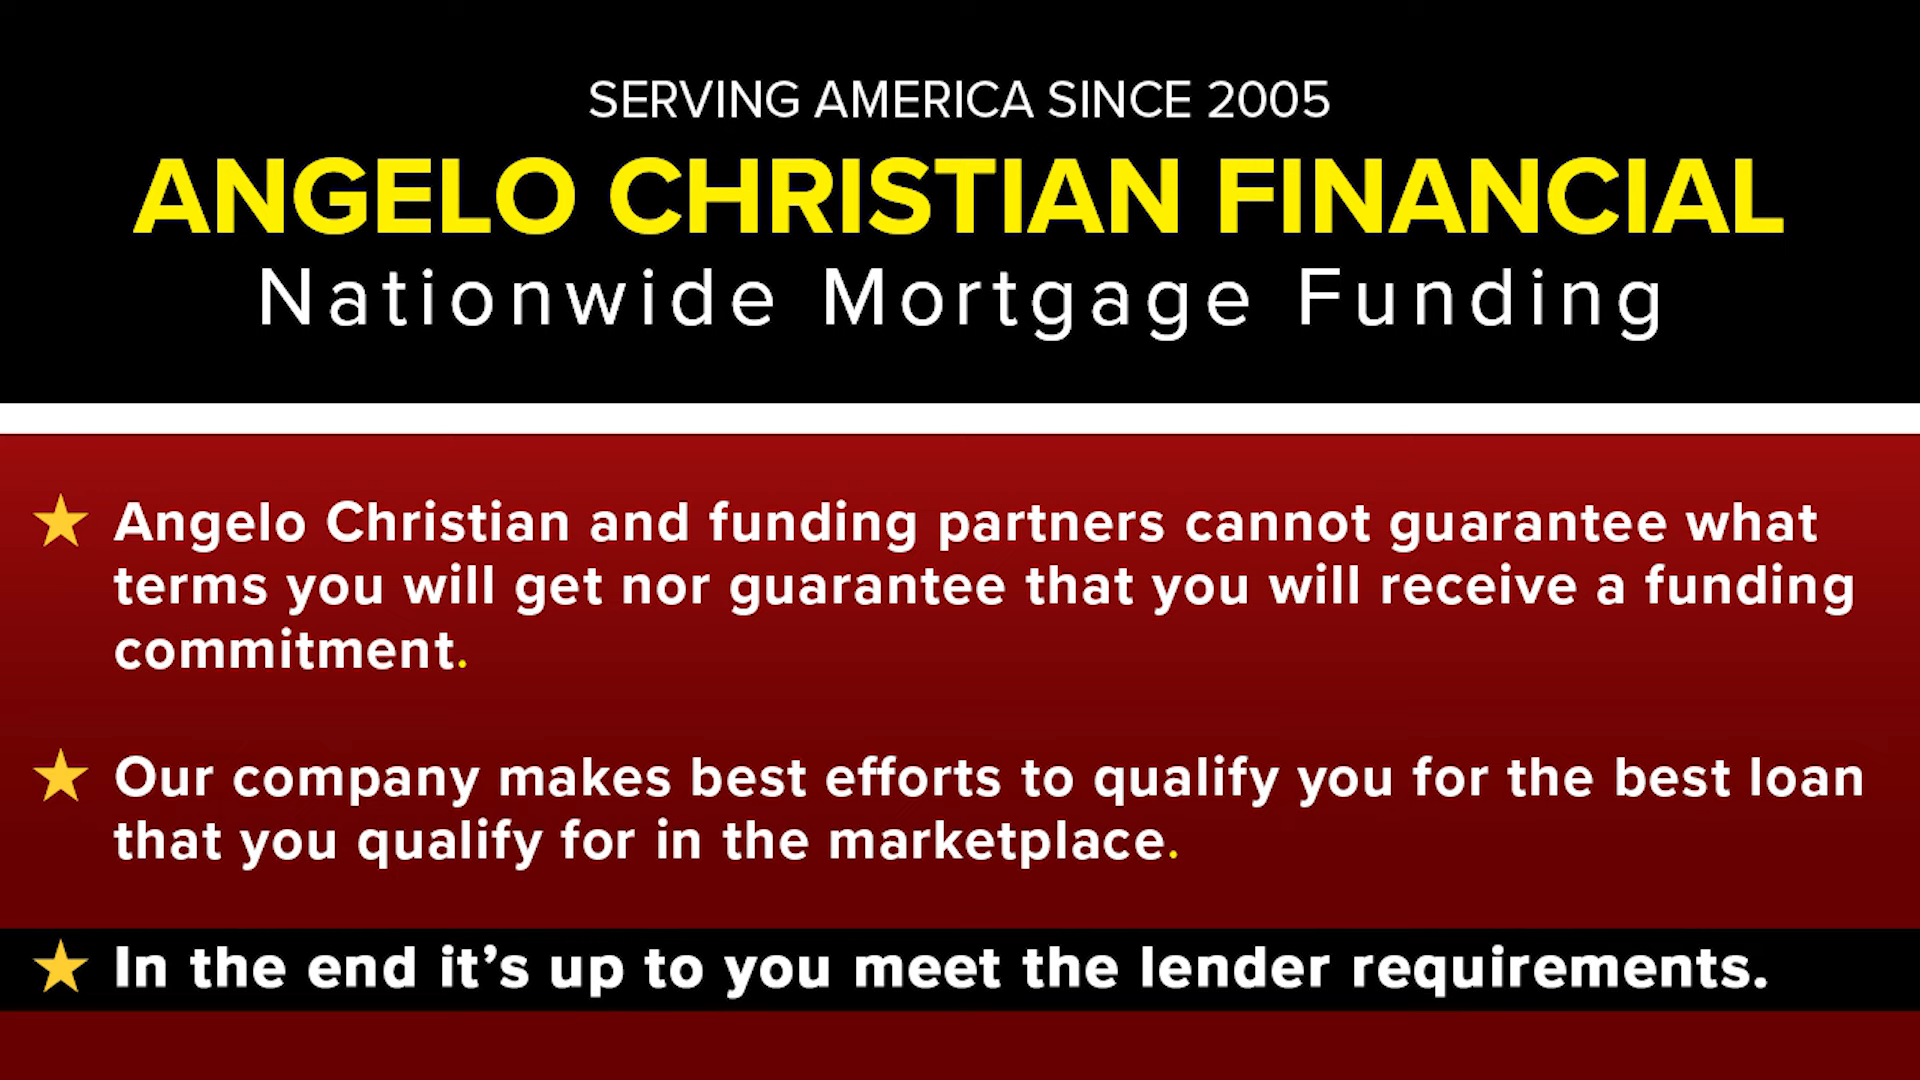 SERVING AMERICA SINCE 2005
ANGELO CHRISTIAN FINANCIAL
Nationwide Mortgage Funding
Angelo Christian and funding partners cannot guarantee what
terms you will get nor guarantee that you will receive a funding
commitment.
Our company makes best efforts to qualify you for the best loan
that you qualify for in the marketplace.
In the end it’s up to you meet the lender requirements.